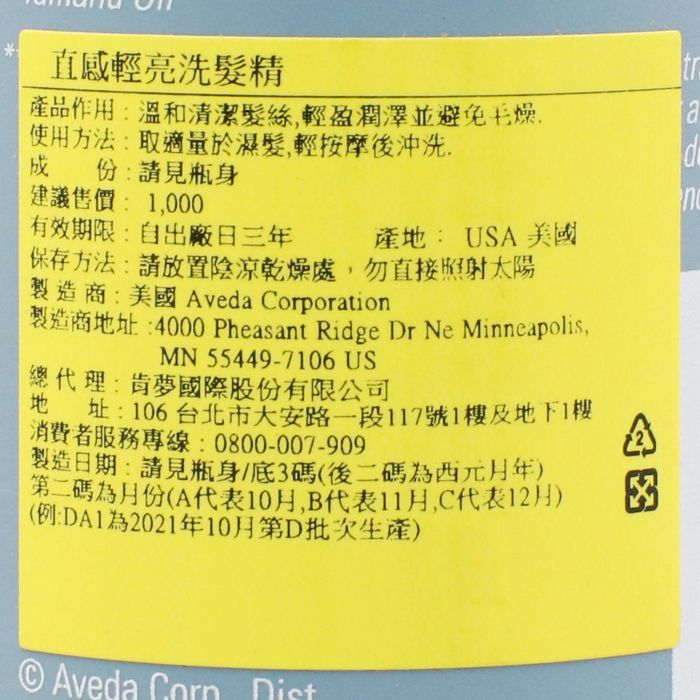 直感輕亮洗髮精
產品作用：溫和清潔髮絲,輕盈潤澤並避免毛燥.
使用方法：取適量於濕髮,輕按摩後沖洗.
成 份：請見瓶身
建議售價： 1,000
有效期限：自出廠日三年 產地： USA 美國
保存方法：請放置陰涼乾燥處，勿直接照射太陽
製 造 商：美國 Aveda Corporation
製造商地址 :4000 Pheasant Ridge Dr Ne Minneapolis,
MN 55449-7106 US
總 代 理：肯夢國際股份有限公司
地 址：106 台北市大安路一段117號1樓及地下1樓
消費者服務專線：0800-007-909
製造日期：請見瓶身/底3碼(後二碼為西元月年)
第二碼為月份(A代表10月,B代表11月,C代表12月)
(例:DA1為2021年10月第D批次生產)
2
© Aveda Corp., Dist.